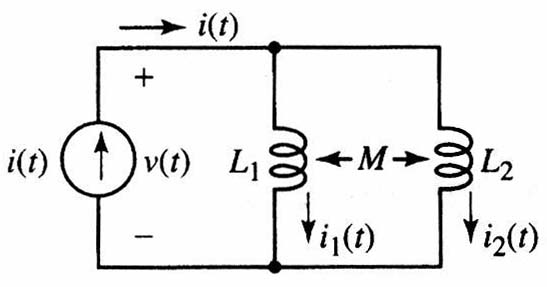 i(t)
+
i(t) v(t) L₁ M L₂
−
i₁(t) i₂(t)